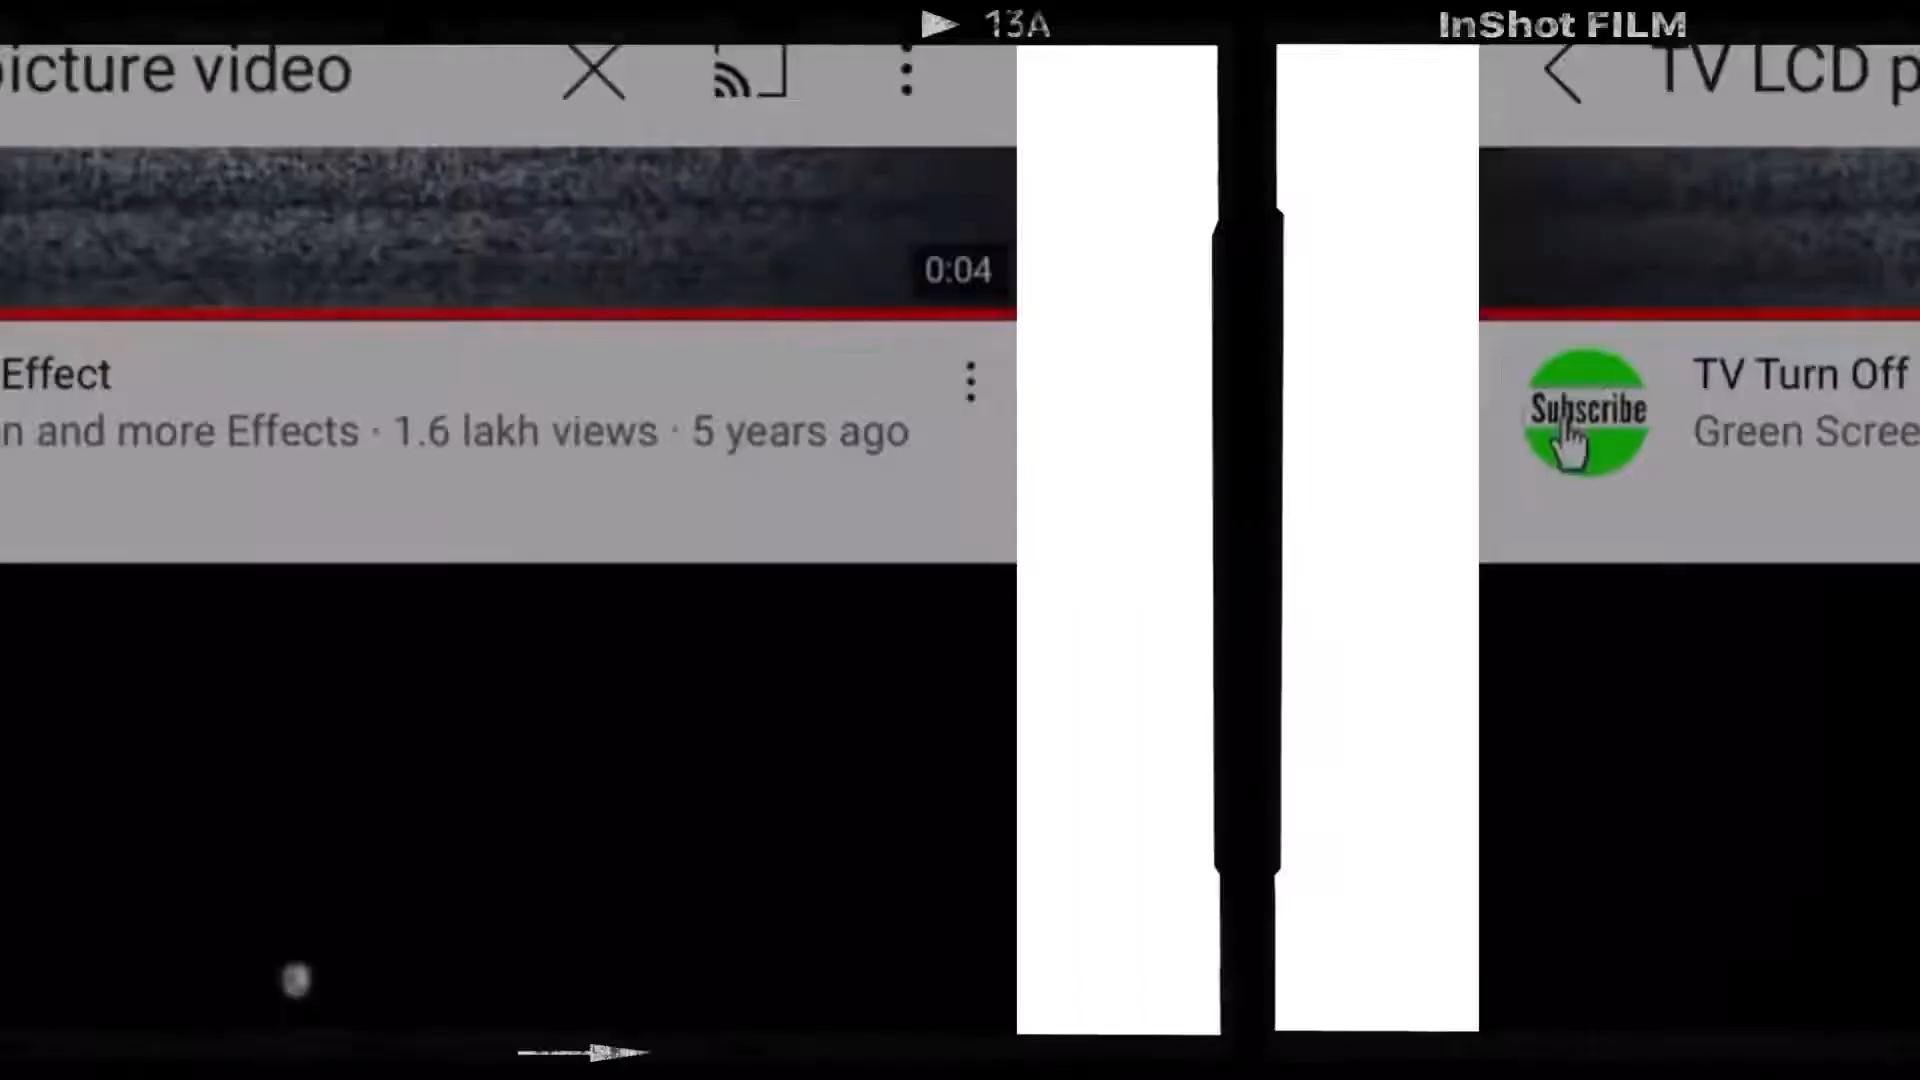 13A
InShot FILM
picture video
TV LCD p
0:04
Effect
n and more Effects · 1.6 lakh views · 5 years ago
Subscribe
TV Turn Off
Green Scree